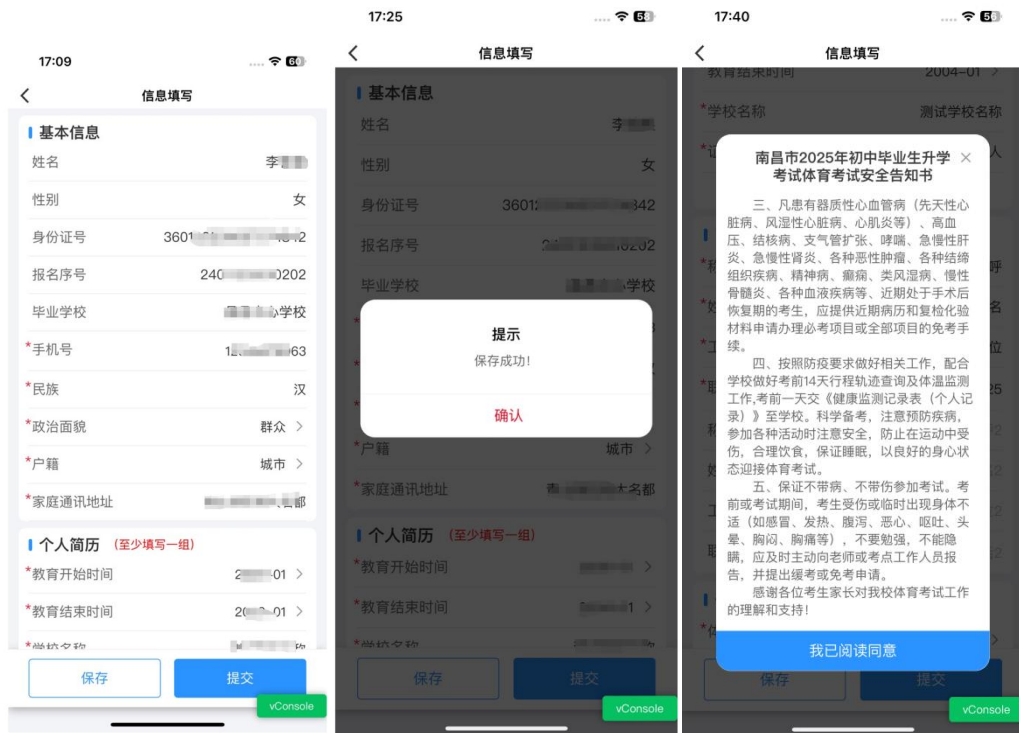 17:09
60
信息填写
基本信息
姓名
李
性别
女
身份证号
3601
2
报名序号
240
0202
毕业学校
学校
*手机号
1
63
*民族
汉
*政治面貌
群众
*户籍
城市
*家庭通讯地址
名都
个人简历 (至少填写一组)
*教育开始时间
2
-01
*教育结束时间
20
-01
*学校名称
保存
提交
vConsole
17:25
58
信息填写
基本信息
姓名
李
性别
女
身份证号
3601
342
报名序号
2
0202
毕业学校
学校
提示
保存成功!
确认
*户籍
城市
*家庭通讯地址
名都
个人简历 (至少填写一组)
*教育开始时间
*教育结束时间
1
*学校名称
保存
提交
vConsole
17:40
56
信息填写
教育结束时间
2004-01
*学校名称
测试学校名称
人
南昌市2025年初中毕业生升学
考试体育考试安全告知书
三、凡患有器质性心血管病(先天性心
脏病、风湿性心脏病、心肌炎等)、高血
压、结核病、支气管扩张、哮喘、急慢性肝
炎、急慢性肾炎、各种恶性肿瘤、各种结缔
组织疾病、精神病、癫痫、类风湿病、慢性
骨髓炎、各种血液疾病等、近期处于手术后
恢复期的考生,应提供近期病历和复检化验
材料申请办理必考项目或全部项目的免考手
续。
四、按照防疫要求做好相关工作,配合
学校做好考前14天行程轨迹查询及体温监测
工作,考前一天交《健康监测记录表(个人记
录)》至学校。科学备考,注意预防疾病,
参加各种活动时注意安全,防止在运动中受
伤,合理饮食,保证睡眠,以良好的身心状
态迎接体育考试。
五、保证不带病、不带伤参加考试。考
前或考试期间,考生受伤或临时出现身体不
适(如感冒、发热、腹泻、恶心、呕吐、头
晕、胸闷、胸痛等),不要勉强,不能隐
瞒,应及时主动向老师或考点工作人员报
告,并提出缓考或免考申请。
感谢各位考生家长对我校体育考试工作
的理解和支持!
我已阅读同意
呼
名
位
25
保存
提交
vConsole